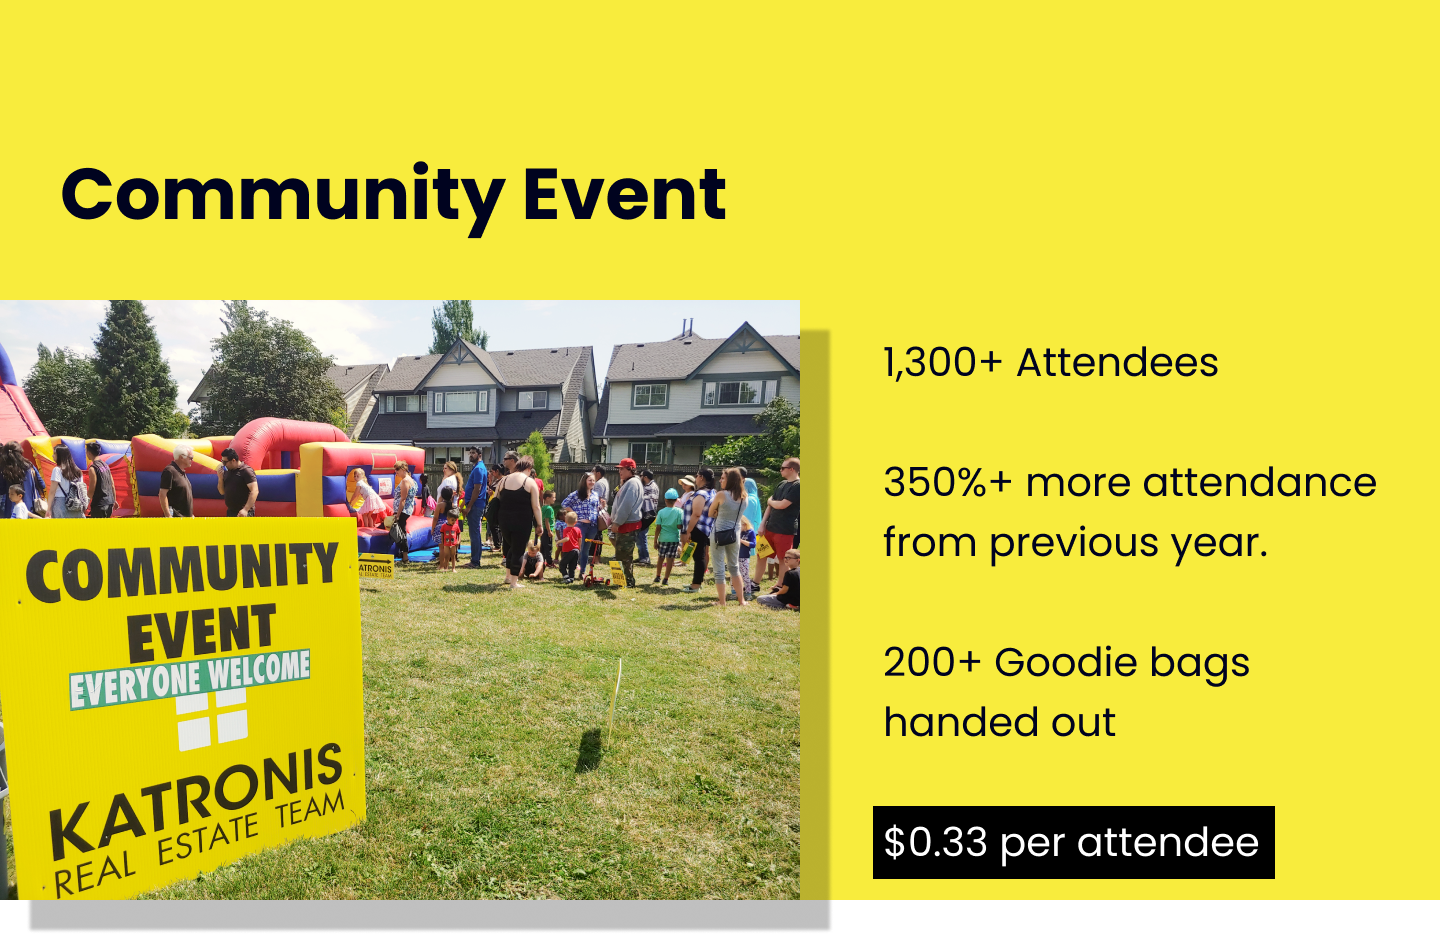 Community Event
1,300+ Attendees
350%+ more attendance
from previous year.
200+ Goodie bags
handed out
$0.33 per attendee
COMMUNITY
EVENT
EVERYONE WELCOME
KATRONIS
REAL ESTATE TEAM